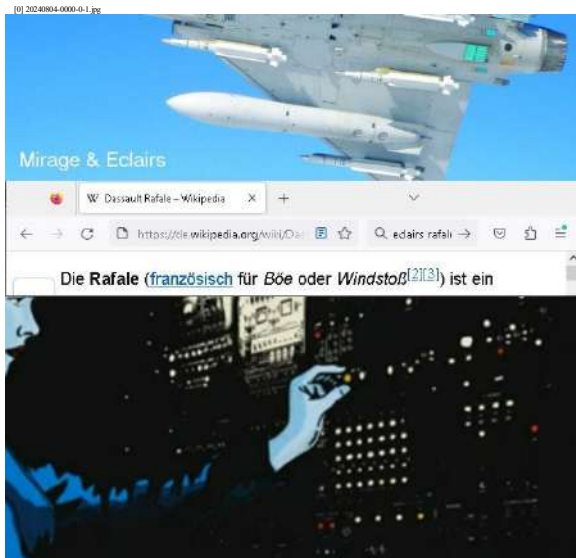 [0] 20240804-0000-0-1.jpg
Mirage & Eclairs
W Dassault Rafale – Wikipedia × +
https://de.wikipedia.org/wiki/Da eclairs rafal
Die Rafale (französisch für Böe oder Windstoß[2][3]) ist ein